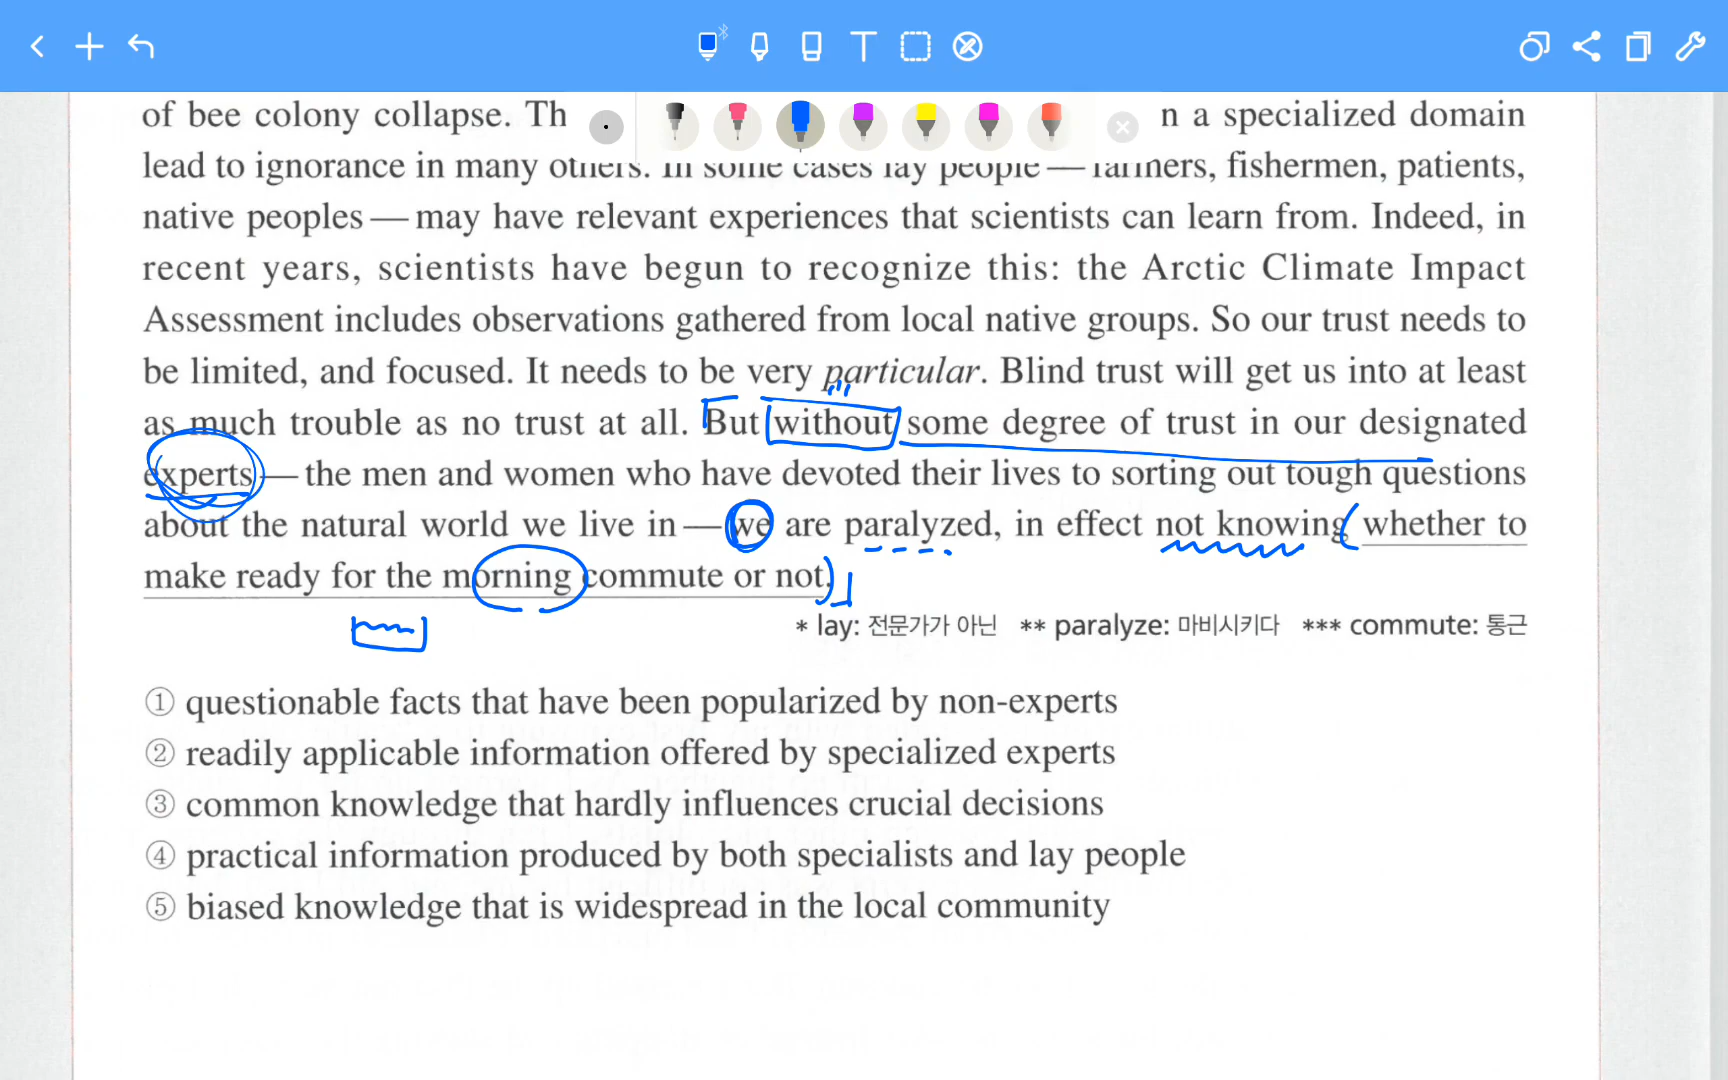 of bee colony collapse. Th n a specialized domain
lead to ignorance in many others. In some cases lay people — farmers, fishermen, patients,
native peoples — may have relevant experiences that scientists can learn from. Indeed, in
recent years, scientists have begun to recognize this: the Arctic Climate Impact
Assessment includes observations gathered from local native groups. So our trust needs to
be limited, and focused. It needs to be very particular. Blind trust will get us into at least
as much trouble as no trust at all. But without some degree of trust in our designated
experts — the men and women who have devoted their lives to sorting out tough questions
about the natural world we live in — we are paralyzed, in effect not knowing whether to
make ready for the morning commute or not.
* lay: 전문가가 아닌 ** paralyze: 마비시키다 *** commute: 통근
① questionable facts that have been popularized by non-experts
② readily applicable information offered by specialized experts
③ common knowledge that hardly influences crucial decisions
④ practical information produced by both specialists and lay people
⑤ biased knowledge that is widespread in the local community